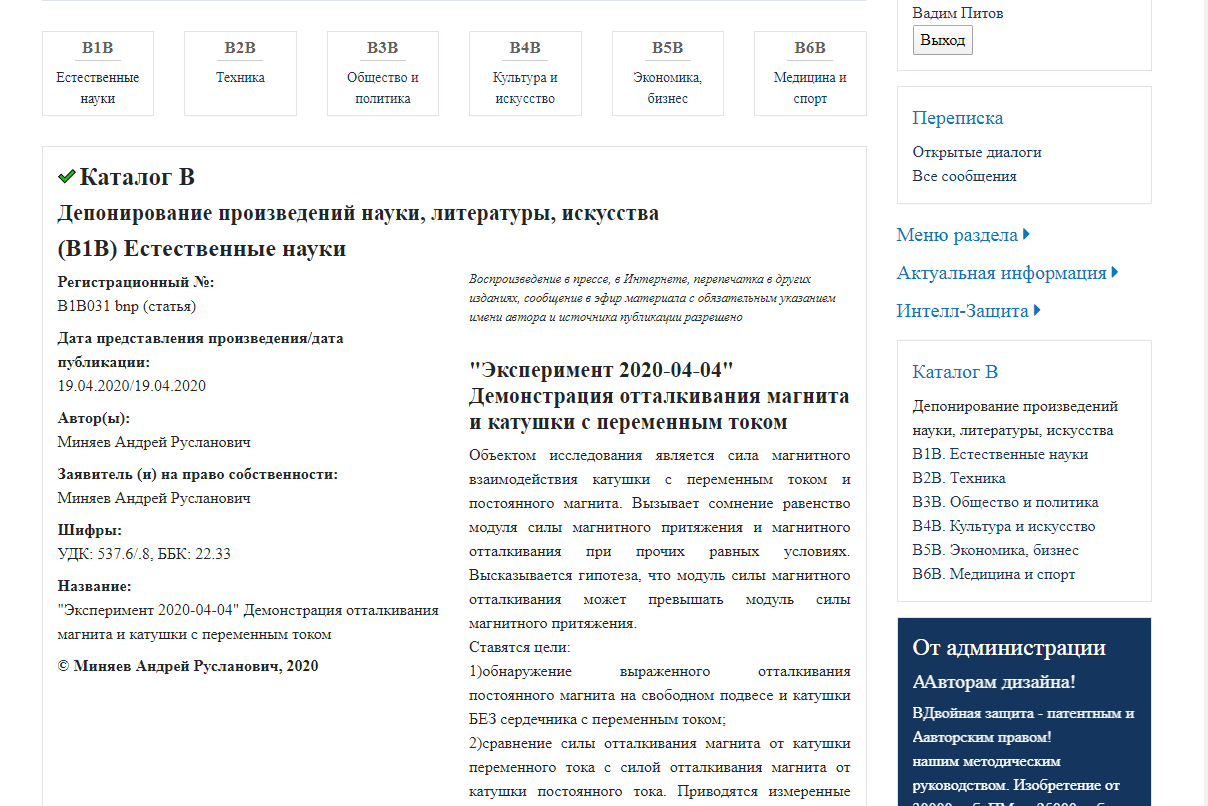 B1B
B2B
B3B
B4B
B5B
B6B
Естественные
науки
Техника
Общество и
политика
Культура и
искусство
Экономика,
бизнес
Медицина и
спорт
Каталог B
Депонирование произведений науки, литературы, искусства
(B1B) Естественные науки
Регистрационный №:
B1B031 bnp (статья)
Дата представления произведения/дата
публикации:
19.04.2020/19.04.2020
Автор(ы):
Миняев Андрей Русланович
Заявитель (и) на право собственности:
Миняев Андрей Русланович
Шифры:
УДК: 537.6/.8, ББК: 22.33
Название:
"Эксперимент 2020-04-04" Демонстрация отталкивания
магнита и катушки с переменным током
© Миняев Андрей Русланович, 2020
Воспроизведение в прессе, в Интернете, перепечатка в других
изданиях, сообщение в эфир материала с обязательным указанием
имени автора и источника публикации разрешено
"Эксперимент 2020-04-04"
Демонстрация отталкивания магнита
и катушки с переменным током
Объектом исследования является сила магнитного
взаимодействия катушки с переменным током и
постоянного магнита. Вызывает сомнение равенство
модуля силы магнитного притяжения и магнитного
отталкивания при прочих равных условиях.
Высказывается гипотеза, что модуль силы магнитного
отталкивания может превышать модуль силы
магнитного притяжения.
Ставятся цели:
1)обнаружение выраженного отталкивания
постоянного магнита на свободном подвесе и катушки
БЕЗ сердечника с переменным током;
2)сравнение силы отталкивания магнита от катушки
переменного тока с силой отталкивания магнита от
катушки постоянного тока. Приводятся измеренные
Вадим Питов
Выход
Переписка
Открытые диалоги
Все сообщения
Меню раздела
Актуальная информация
Интелл-Защита
Каталог B
Депонирование произведений
науки, литературы, искусства
B1B. Естественные науки
B2B. Техника
B3B. Общество и политика
B4B. Культура и искусство
B5B. Экономика, бизнес
B6B. Медицина и спорт
От администрации
ААвторам дизайна!
ВДвойная защита - патентным и
Аавторским правом!
нашим методическим
руководством. Изобретение от